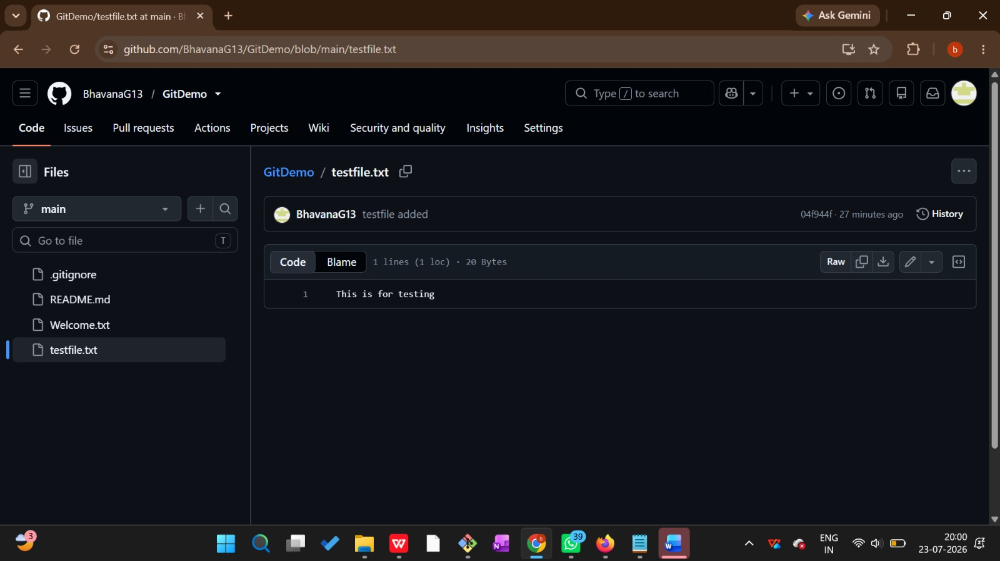 GitDemo/testfile.txt at main · Bh
Ask Gemini
github.com/BhavanaG13/GitDemo/blob/main/testfile.txt
b
BhavanaG13 / GitDemo
Type / to search
Code Issues Pull requests Actions Projects Wiki Security and quality Insights Settings
Files
GitDemo / testfile.txt
main
BhavanaG13 testfile added
04f944f · 27 minutes ago
History
Go to file
T
Code Blame 1 lines (1 loc) · 20 Bytes
Raw
.gitignore
1 This is for testing
README.md
Welcome.txt
testfile.txt
3
W
N
b
39
W
ENG
IN
20:00
23-07-2026